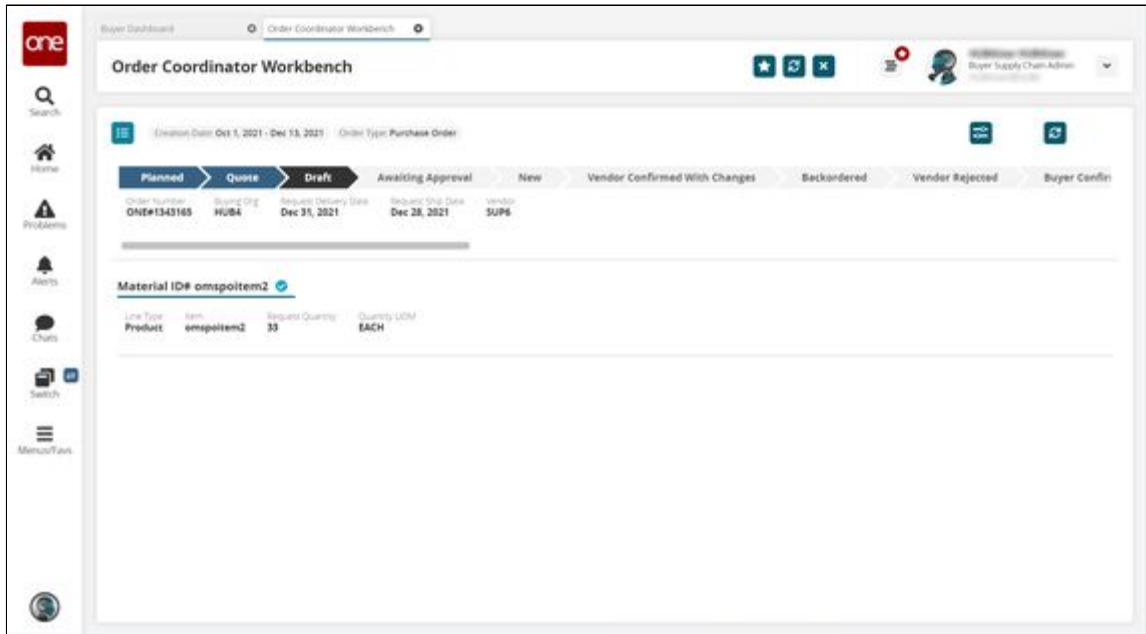 one
Buyer Dashboard
Order Coordinator Workbench
Order Coordinator Workbench
Buyer Supply Chain Admin
Search
Home
Problems
Alerts
Chats
Switch
Menus/Favs
Creation Date: Oct 1, 2021 - Dec 13, 2021 Order Type: Purchase Order
Planned Quote Draft Awaiting Approval New Vendor Confirmed With Changes Backordered Vendor Rejected Buyer Confir
Order Number Buying Org Request Delivery Date Request Ship Date Vendor
ONE#1343165 HUB4 Dec 31, 2021 Dec 28, 2021 SUP6
Material ID# omspoitem2
Line Type Item Request Quantity Quantity UOM
Product omspoitem2 33 EACH